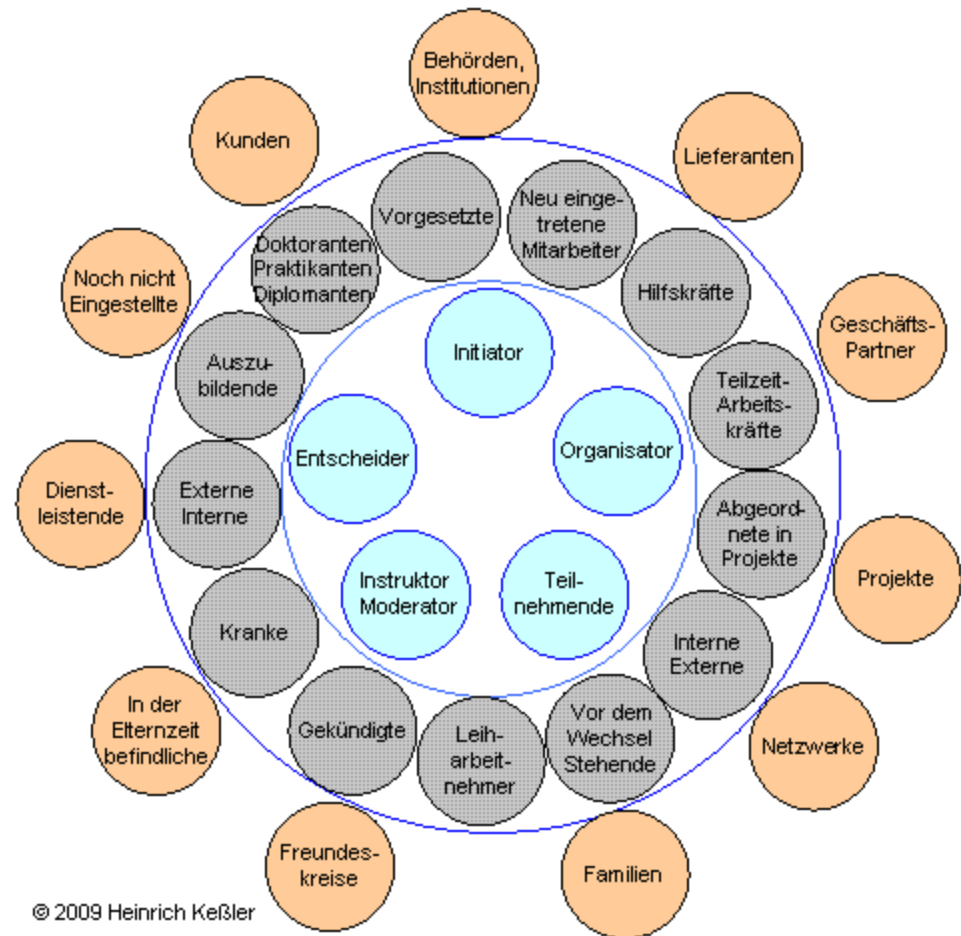 Behörden,
Institutionen
Kunden
Lieferanten
Vorgesetzte
Neu einge-
tretene
Mitarbeiter
Doktoranten
Praktikanten
Diplomanten
Noch nicht
Eingestellte
Hilfskräfte
Geschäfts-
Partner
Initiator
Auszu-
bildende
Teilzeit-
Arbeits-
kräfte
Entscheider
Organisator
Dienst-
leistende
Externe
Interne
Abgeord-
nete in
Projekte
Projekte
Instruktor
Moderator
Teil-
nehmende
Kranke
Interne
Externe
In der
Elternzeit
befindliche
Gekündigte
Leih-
arbeit-
nehmer
Vor dem
Wechsel
Stehende
Netzwerke
Freundes-
kreise
Familien
© 2009 Heinrich Keßler